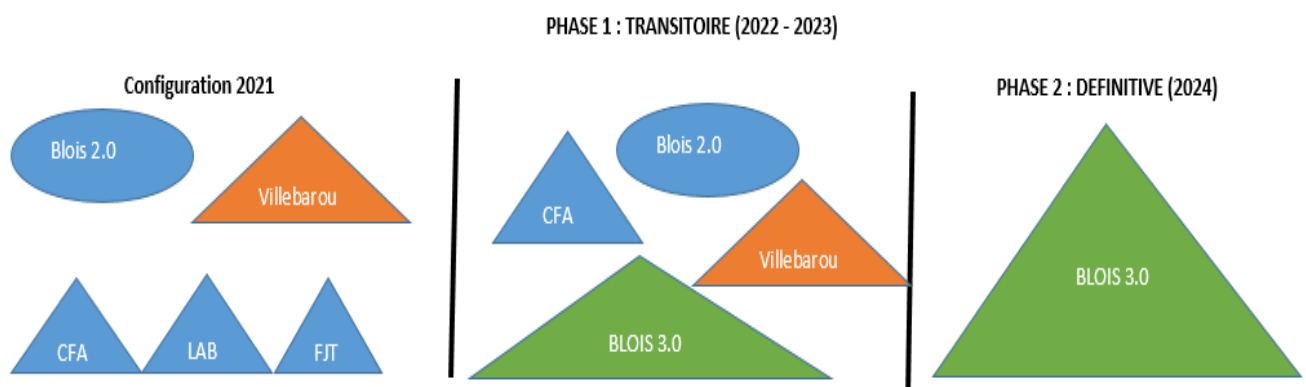 PHASE 1 : TRANSITOIRE (2022 - 2023)
Configuration 2021
Blois 2.0
Villebarou
CFA
LAB
FJT
Blois 2.0
CFA
Villebarou
BLOIS 3.0
PHASE 2 : DEFINITIVE (2024)
BLOIS 3.0